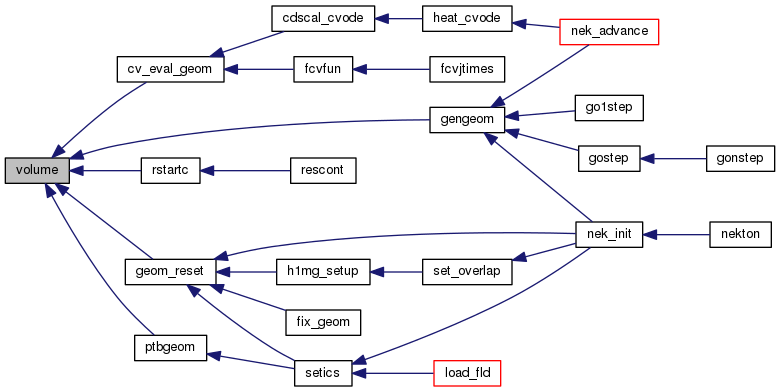 cdscal_cvode
heat_cvode
nek_advance
cv_eval_geom
fcvfun
fcvjtimes
gengeom
go1step
gostep
gonstep
volume
rstartc
rescont
nek_init
nekton
geom_reset
h1mg_setup
set_overlap
fix_geom
ptbgeom
setics
load_fld